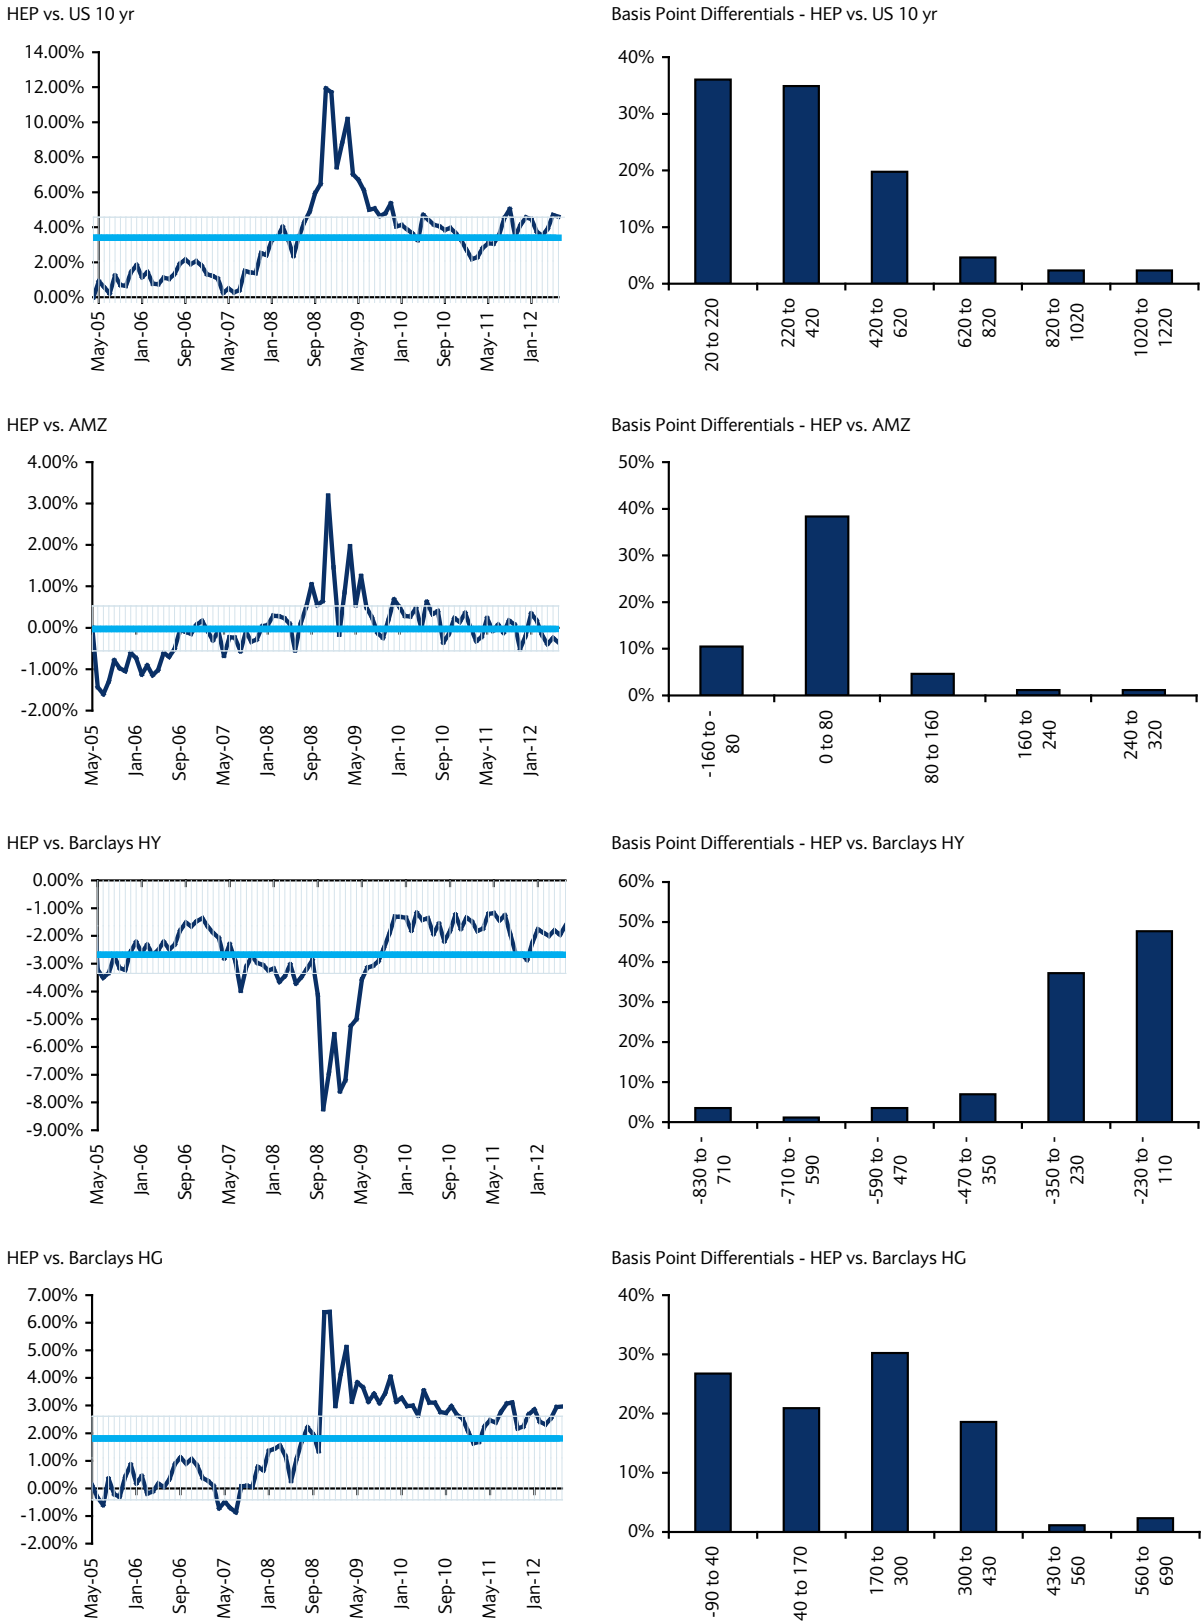 HEP vs. US 10 yr
14.00%
12.00%
10.00%
8.00%
6.00%
4.00%
2.00%
0.00%
May-05
Jan-06
Sep-06
May-07
Jan-08
Sep-08
May-09
Jan-10
Sep-10
May-11
Jan-12
Basis Point Differentials - HEP vs. US 10 yr
40%
30%
20%
10%
0%
20 to 220
220 to
420
420 to
620
620 to
820
820 to
1020
1020 to
1220
HEP vs. AMZ
4.00%
3.00%
2.00%
1.00%
0.00%
-1.00%
-2.00%
May-05
Jan-06
Sep-06
May-07
Jan-08
Sep-08
May-09
Jan-10
Sep-10
May-11
Jan-12
Basis Point Differentials - HEP vs. AMZ
50%
40%
30%
20%
10%
0%
-160 to -
80
0 to 80
80 to 160
160 to
240
240 to
320
HEP vs. Barclays HY
0.00%
-1.00%
-2.00%
-3.00%
-4.00%
-5.00%
-6.00%
-7.00%
-8.00%
-9.00%
May-05
Jan-06
Sep-06
May-07
Jan-08
Sep-08
May-09
Jan-10
Sep-10
May-11
Jan-12
Basis Point Differentials - HEP vs. Barclays HY
60%
50%
40%
30%
20%
10%
0%
-830 to -
710
-710 to -
590
-590 to -
470
-470 to -
350
-350 to -
230
-230 to -
110
HEP vs. Barclays HG
7.00%
6.00%
5.00%
4.00%
3.00%
2.00%
1.00%
0.00%
-1.00%
-2.00%
May-05
Jan-06
Sep-06
May-07
Jan-08
Sep-08
May-09
Jan-10
Sep-10
May-11
Jan-12
Basis Point Differentials - HEP vs. Barclays HG
40%
30%
20%
10%
0%
-90 to 40
40 to 170
170 to
300
300 to
430
430 to
560
560 to
690